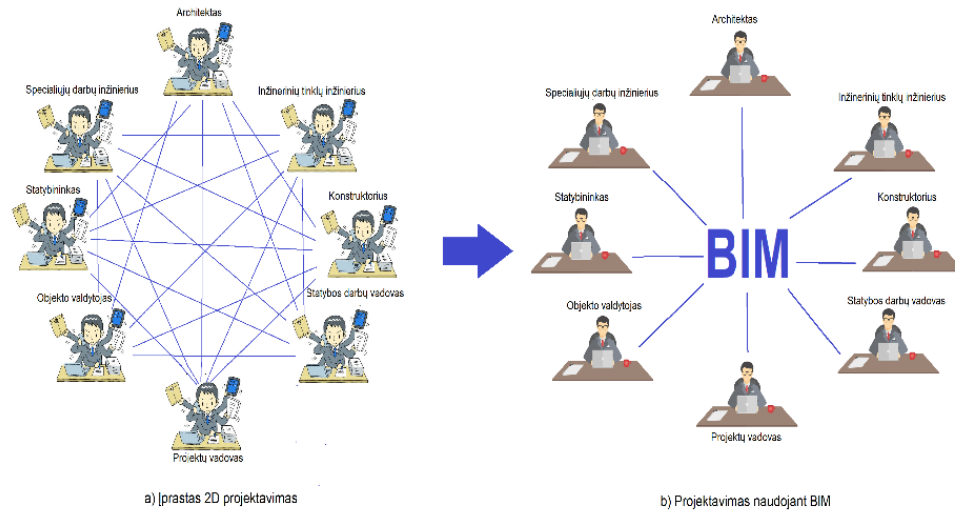 Architektas
Specialiųjų darbų inžinierius
Inžinerinių tinklų inžinierius
Statybininkas
Konstruktorius
Objekto valdytojas
Statybos darbų vadovas
Projektų vadovas
a) Įprastas 2D projektavimas
Architektas
Specialiųjų darbų inžinierius
Inžinerinių tinklų inžinierius
Statybininkas
Konstruktorius
BIM
Objekto valdytojas
Statybos darbų vadovas
Projektų vadovas
b) Projektavimas naudojant BIM